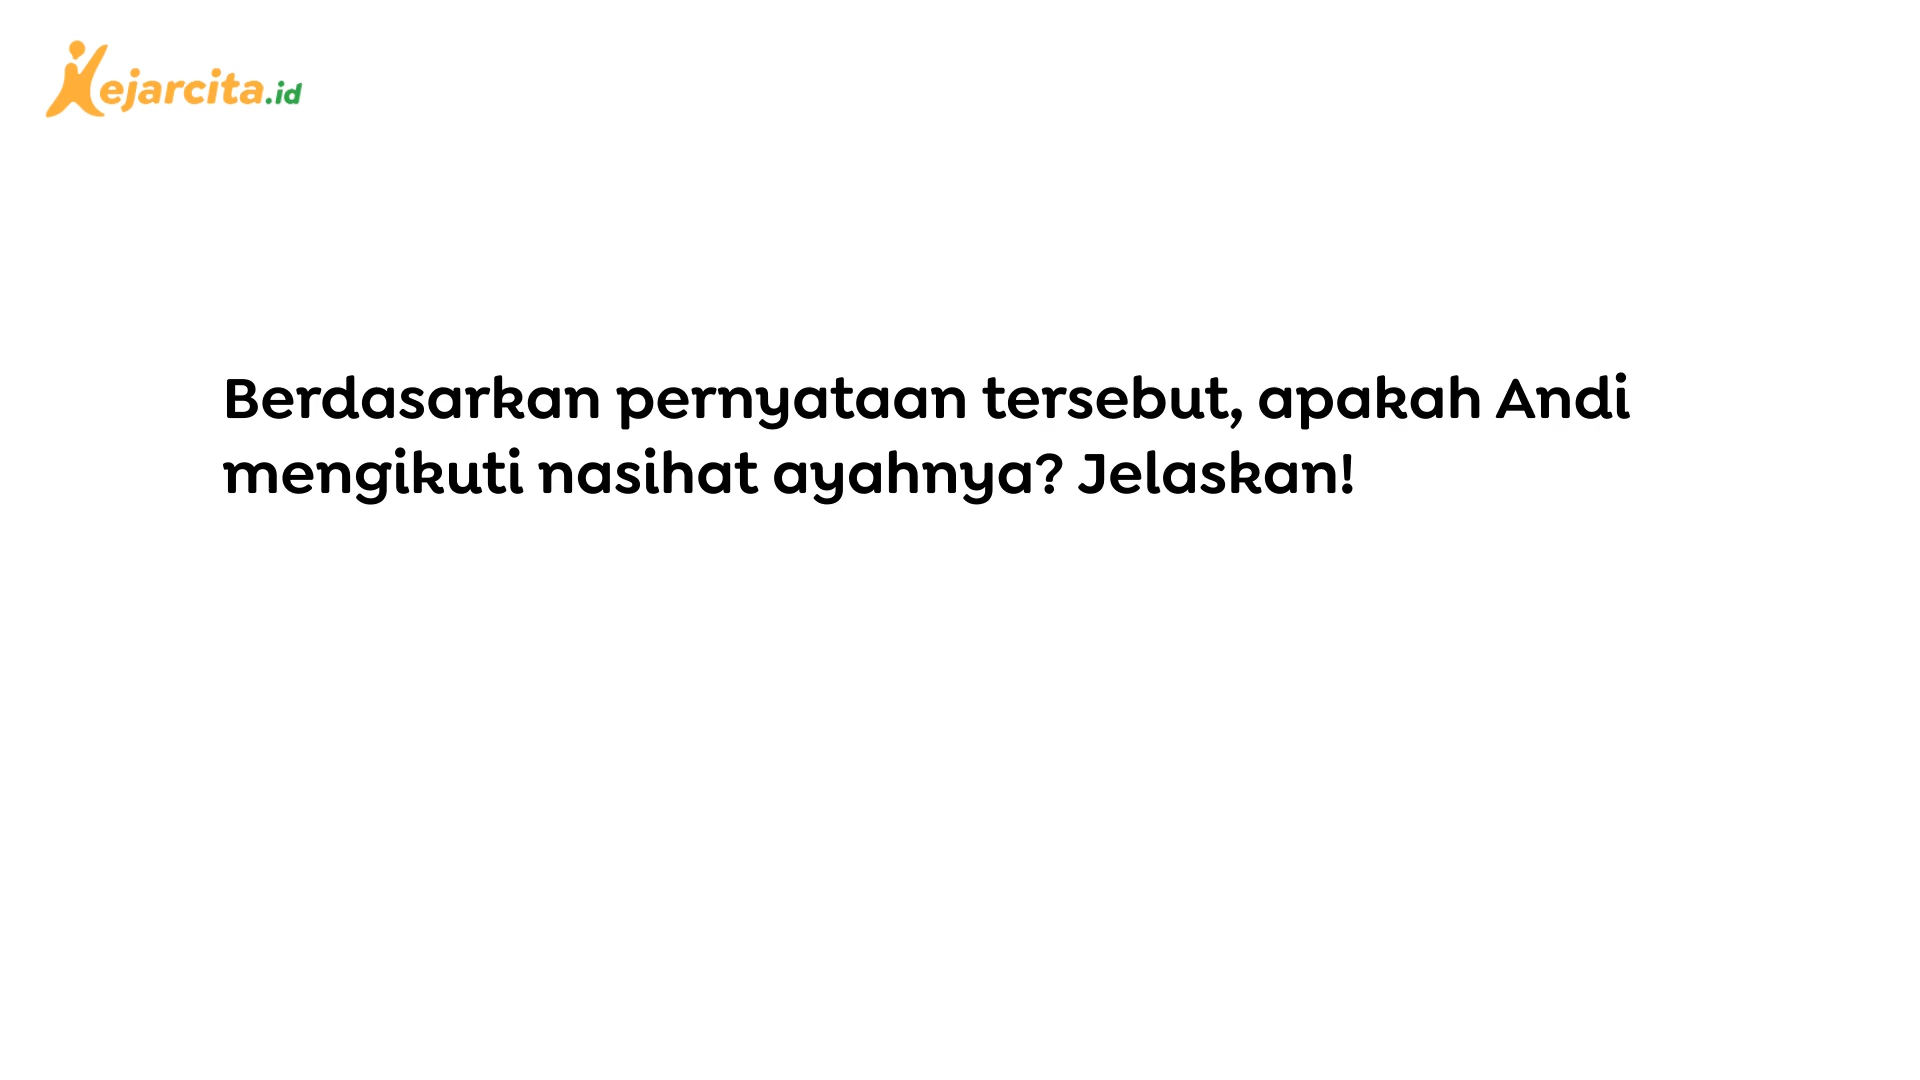 Kejarcita.id
Berdasarkan pernyataan tersebut, apakah Andi
mengikuti nasihat ayahnya? Jelaskan!